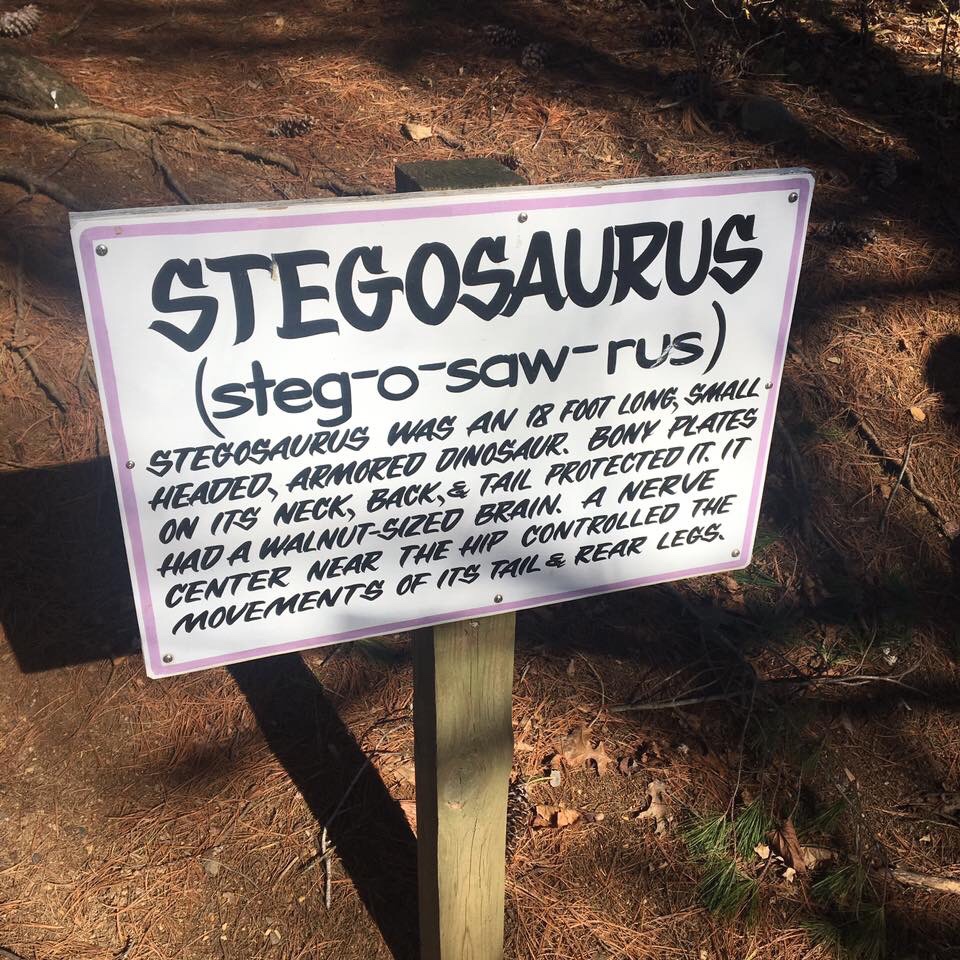 STEGOSAURUS
(steg-o-saw-rus)
STEGOSAURUS WAS AN 18 FOOT LONG, SMALL
HEADED, ARMORED DINOSAUR. BONY PLATES
ON ITS NECK, BACK, & TAIL PROTECTED IT. IT
HAD A WALNUT-SIZED BRAIN. A NERVE
CENTER NEAR THE HIP CONTROLLED THE
MOVEMENTS OF ITS TAIL & REAR LEGS.